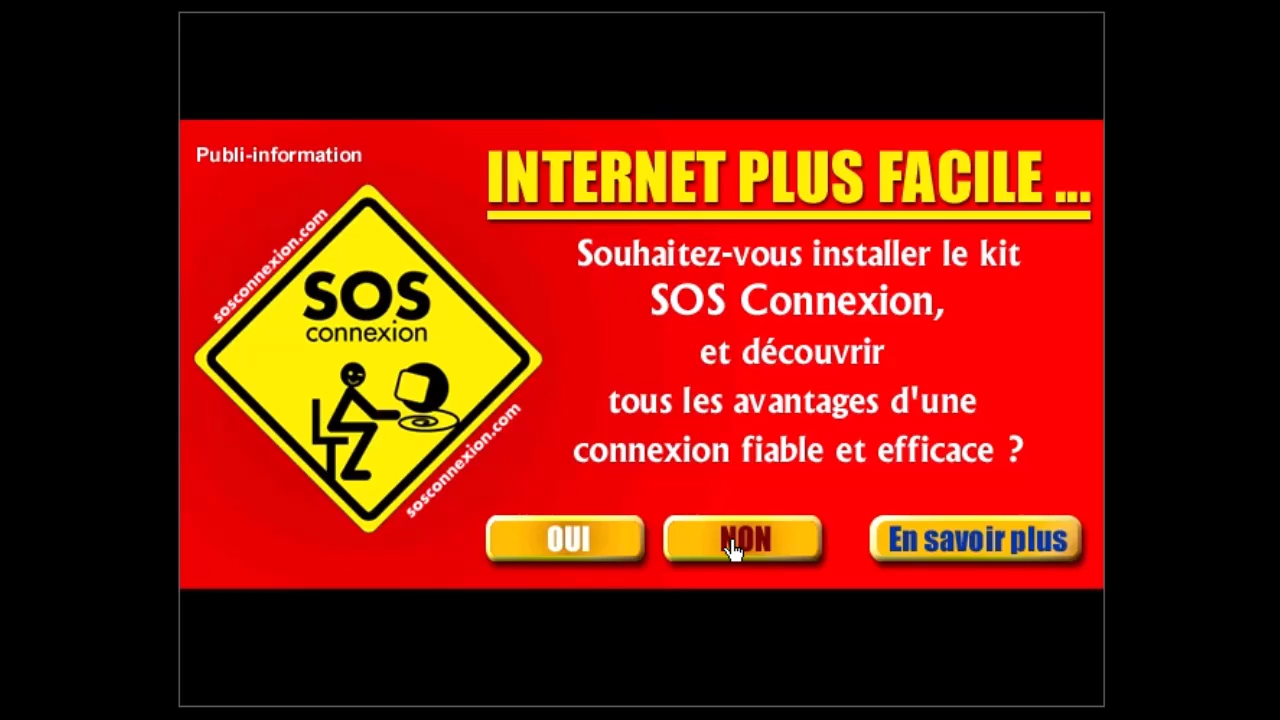 Publi-information
INTERNET PLUS FACILE ...
sosconnexion.com
SOS
connexion
sosconnexion.com
Souhaitez-vous installer le kit
SOS Connexion,
et découvrir
tous les avantages d'une
connexion fiable et efficace ?
OUI
NON
En savoir plus